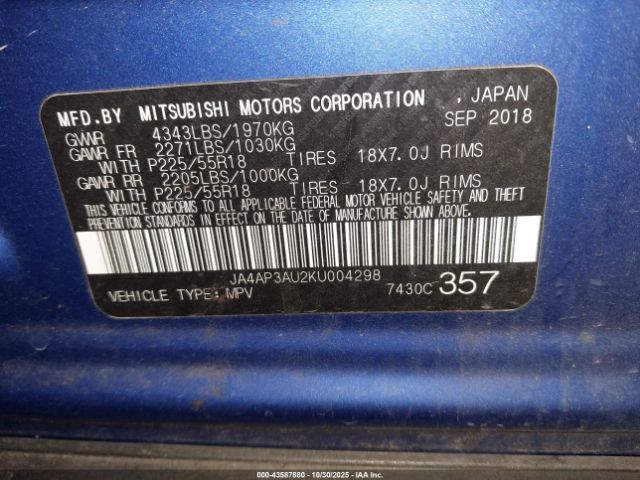 MFD.BY MITSUBISHI MOTORS CORPORATION , JAPAN
GVWR 4343LBS/1970KG SEP 2018
GAWR FR 2271LBS/1030KG
WITH P225/55R18 TIRES 18X7.0J RIMS
GAWR RR 2205LBS/1000KG
WITH P225/55R18 TIRES 18X7.0J RIMS
THIS VEHICLE CONFORMS TO ALL APPLICABLE FEDERAL MOTOR VEHICLE SAFETY AND THEFT
PREVENTION STANDARDS IN EFFECT ON THE DATE OF MANUFACTURE SHOWN ABOVE.
JA4AP3AU2KU004298
VEHICLE TYPE: MPV 7430C 357
000-43587880 - 10/30/2025 - IAA Inc.